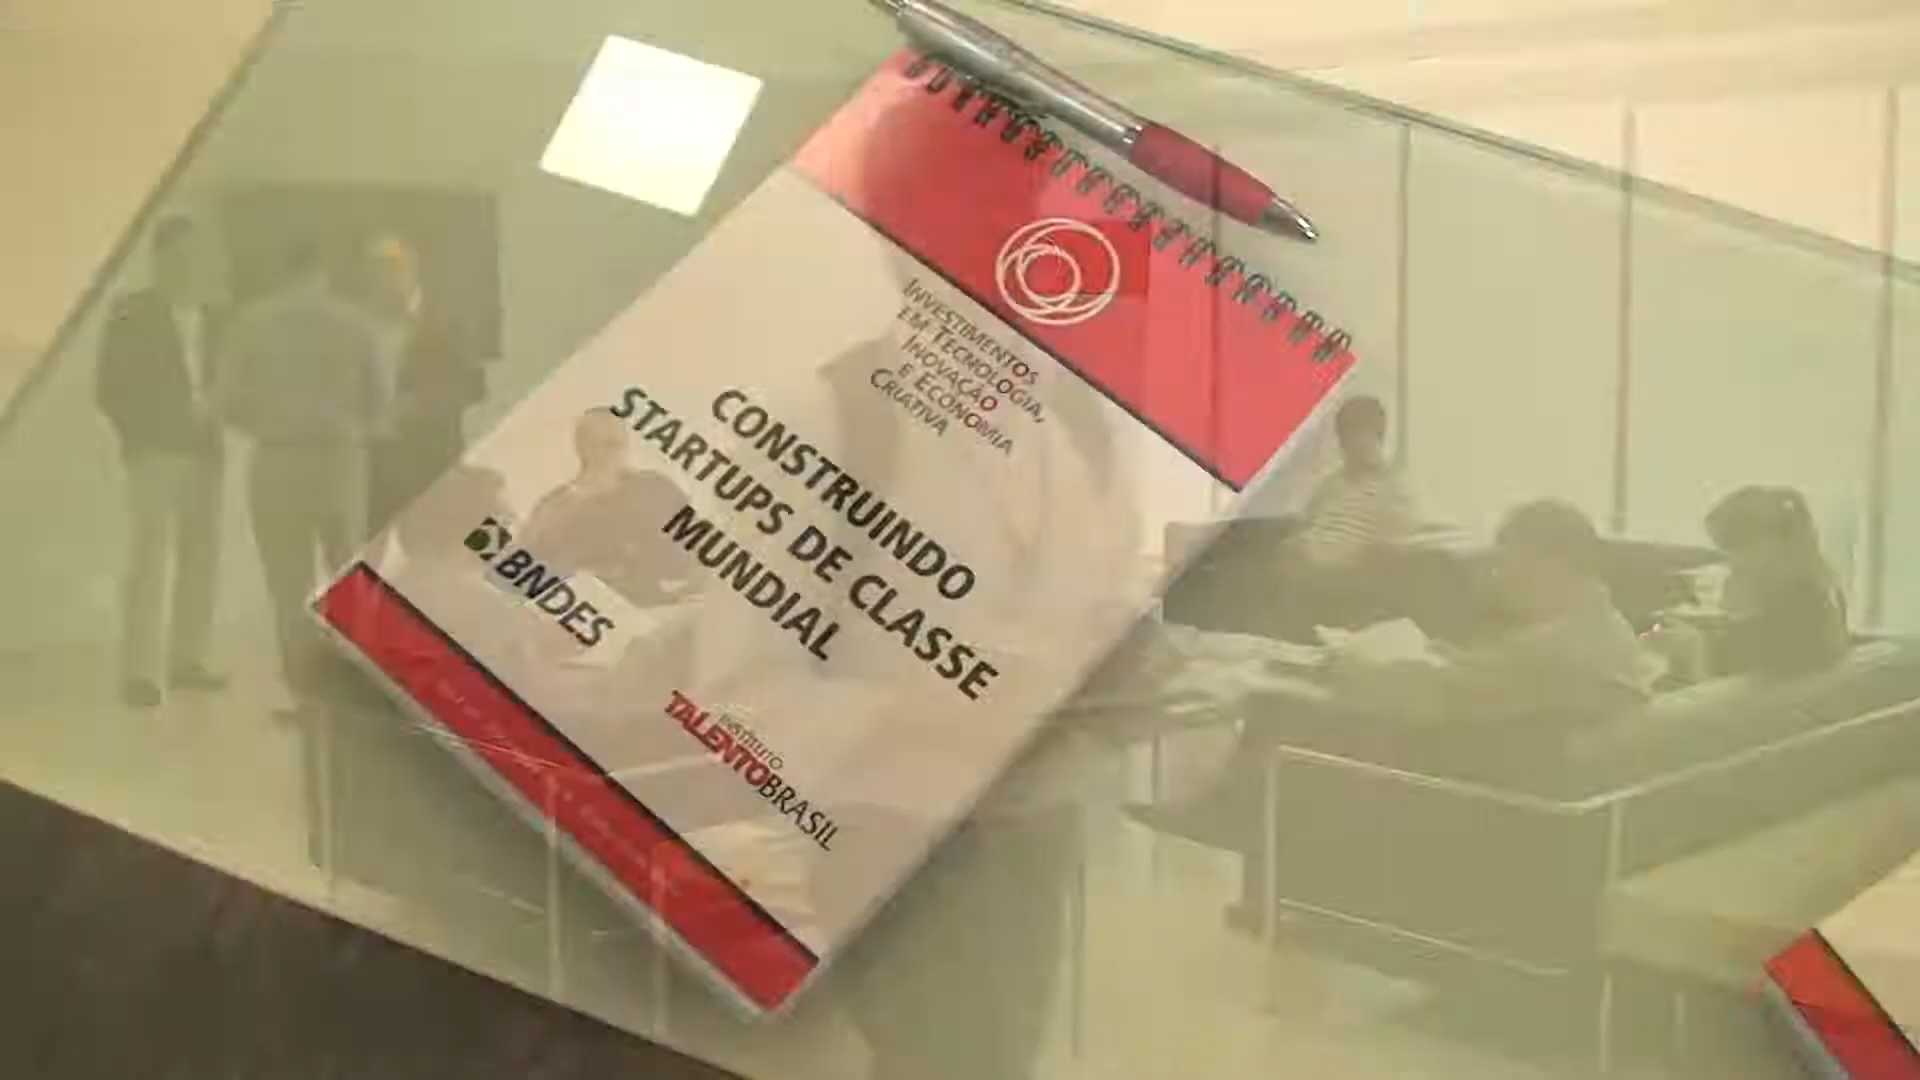 INVESTIMENTOS
EM TECNOLOGIA,
INOVAÇÃO
E ECONOMIA
CRIATIVA
CONSTRUINDO
STARTUPS DE CLASSE
MUNDIAL
BNDES
INSTITUTO
TALENTOBRASIL